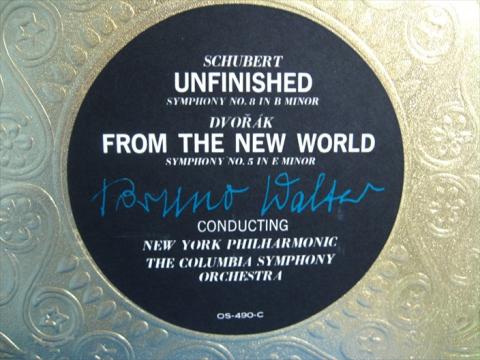 SCHUBERT
UNFINISHED
SYMPHONY NO. 8 IN B MINOR
DVOŘÁK
FROM THE NEW WORLD
SYMPHONY NO. 5 IN E MINOR
Bruno Walter
CONDUCTING
NEW YORK PHILHARMONIC
THE COLUMBIA SYMPHONY
ORCHESTRA
OS-490-C